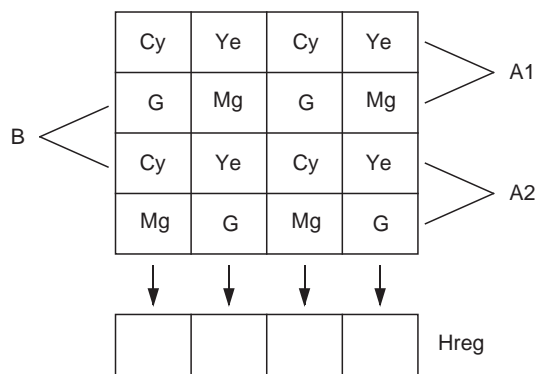 Cy Ye Cy Ye
A1
G Mg G Mg
B
Cy Ye Cy Ye
A2
Mg G Mg G
Hreg